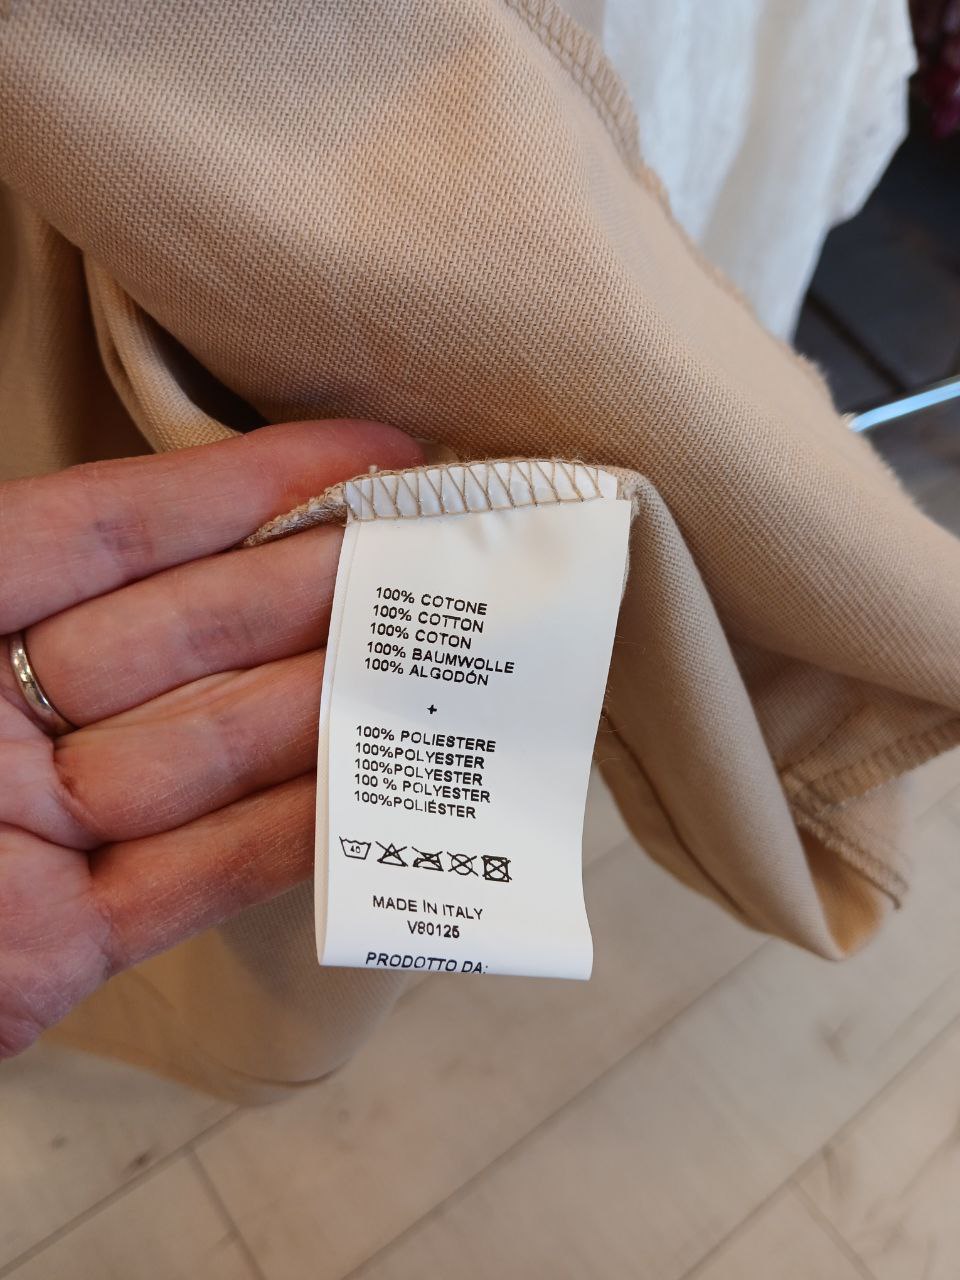 100% COTONE
100% COTTON
100% COTON
100% BAUMWOLLE
100% ALGODÓN
+
100% POLIESTERE
100%POLYESTER
100%POLYESTER
100 % POLYESTER
100%POLIÉSTER
40
MADE IN ITALY
V80125
PRODOTTO DA: